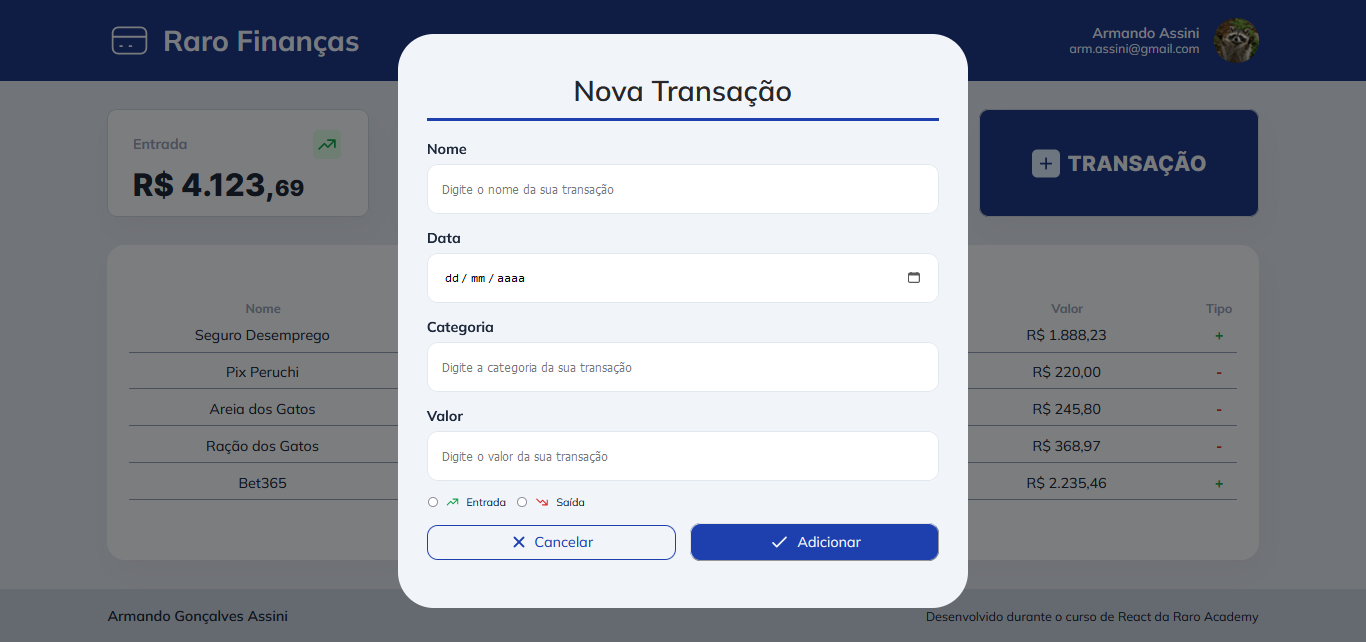 Raro Finanças
Armando Assini
arm.assini@gmail.com
Entrada
R$ 4.123,69
TRANSAÇÃO
Nova Transação
Nome
Digite o nome da sua transação
Data
dd/mm/aaaa
Categoria
Digite a categoria da sua transação
Valor
Digite o valor da sua transação
Entrada Saída
Cancelar Adicionar
Nome Valor Tipo
Seguro Desemprego R$ 1.888,23 +
Pix Peruchi R$ 220,00 -
Areia dos Gatos R$ 245,80 -
Ração dos Gatos R$ 368,97 -
Bet365 R$ 2.235,46 +
Armando Gonçalves Assini
Desenvolvido durante o curso de React da Raro Academy